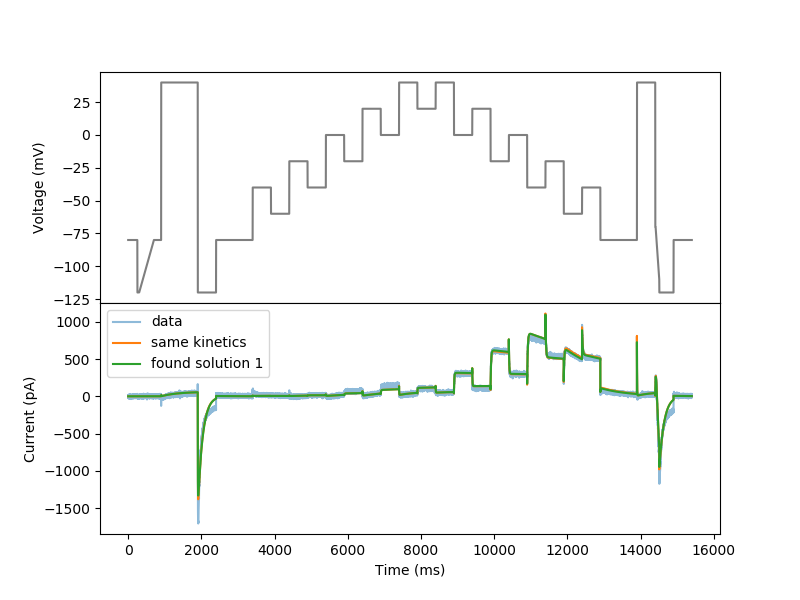 25
0
−25
−50
−75
−100
−125
Voltage (mV)
data
same kinetics
found solution 1
1000
500
0
−500
−1000
−1500
Current (pA)
0 2000 4000 6000 8000 10000 12000 14000 16000
Time (ms)